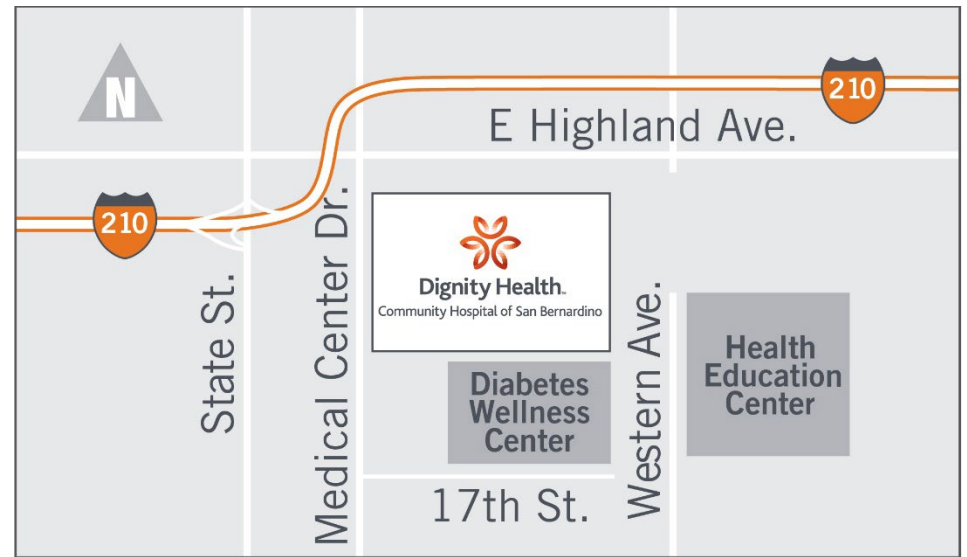 N
210
E Highland Ave.
210
State St.
Medical Center Dr.
Dignity Health™
Community Hospital of San Bernardino
Western Ave.
Health
Education
Center
Diabetes
Wellness
Center
17th St.